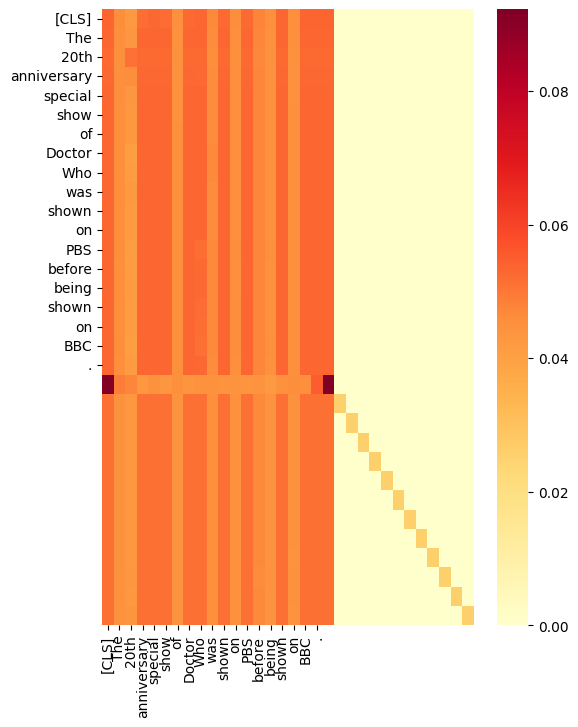 [CLS]
The
20th
anniversary
special
show
of
Doctor
Who
was
shown
on
PBS
before
being
shown
on
BBC
.
0.08
0.06
0.04
0.02
0.00
[CLS]
The
20th
anniversary
special
show
of
Doctor
Who
was
shown
on
PBS
before
being
shown
on
BBC
.